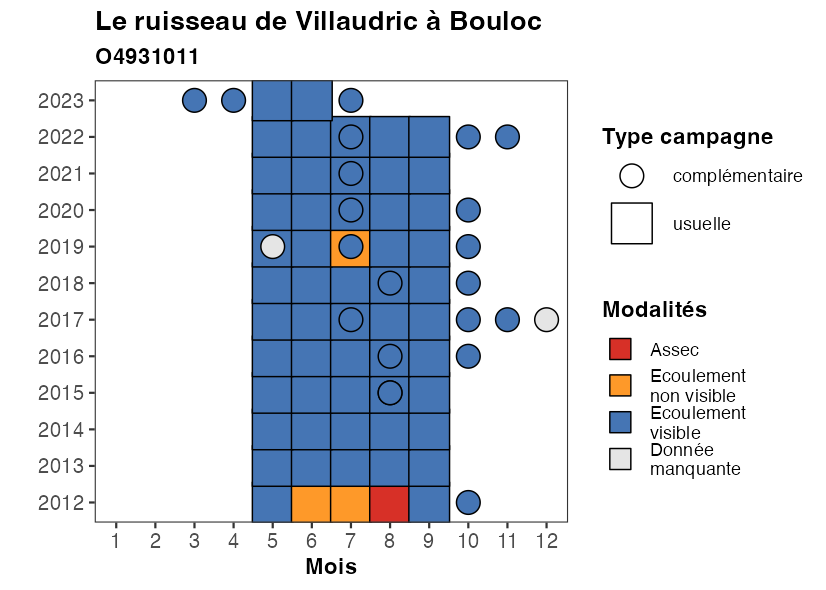 Le ruisseau de Villaudric à Bouloc
O4931011
2023
2022
2021
2020
2019
2018
2017
2016
2015
2014
2013
2012
1 2 3 4 5 6 7 8 9 10 11 12
Mois
Type campagne
complémentaire
usuelle
Modalités
Assec
Ecoulement
non visible
Ecoulement
visible
Donnée
manquante